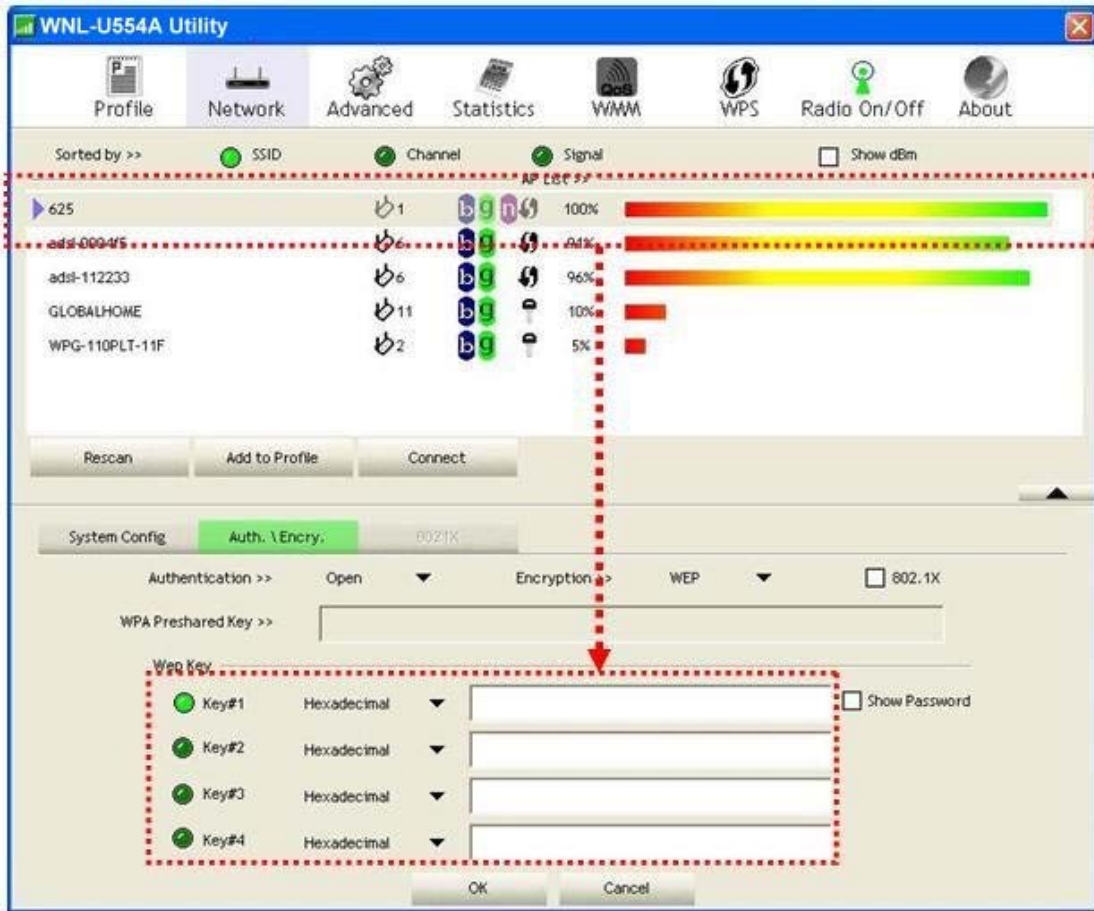 WNL-U554A Utility
Profile Network Advanced Statistics QoS WMM WPS Radio On/Off About
Sorted by >> SSID Channel Signal Show dBm
AP List >>
625 1 b g n 100%
adsl-0004f5 6 b g 94%
adsl-112233 6 b g 96%
GLOBALHOME 11 b g 10%
WPG-110PLT-11F 2 b g 5%
Rescan Add to Profile Connect
System Config Auth. \ Encry. 8021X
Authentication >> Open Encryption >> WEP 802.1X
WPA Preshared Key >>
Wep Key
Key#1 Hexadecimal Show Password
Key#2 Hexadecimal
Key#3 Hexadecimal
Key#4 Hexadecimal
OK Cancel